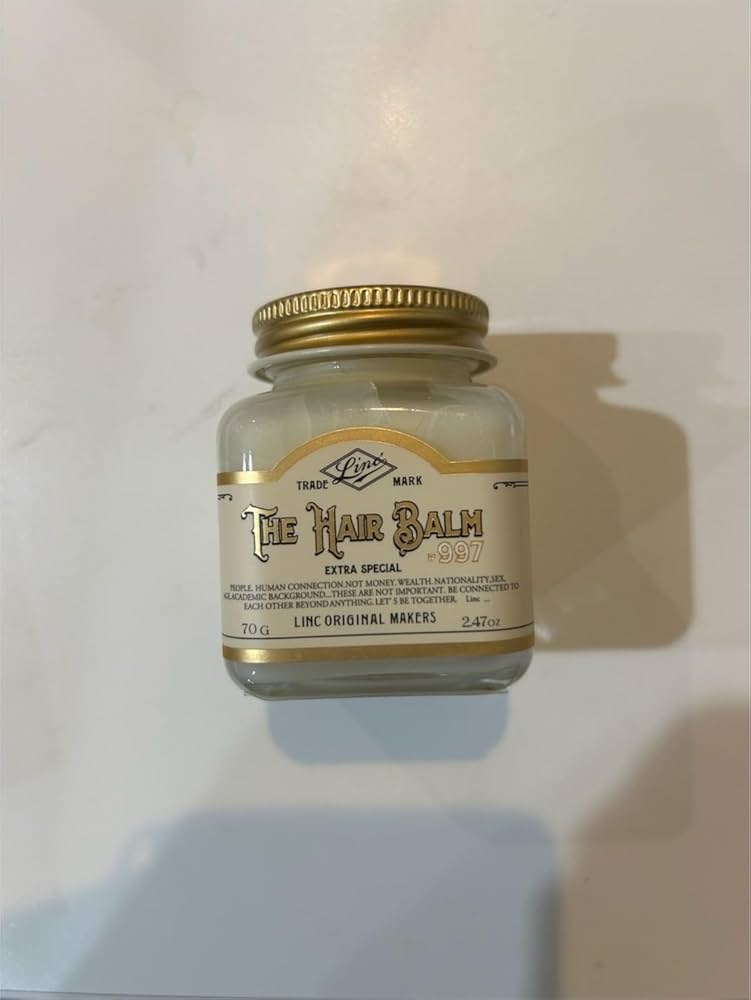 Linc
TRADE MARK
THE HAIR BALM
No 997
EXTRA SPECIAL
PEOPLE. HUMAN CONNECTION.NOT MONEY. WEALTH. NATIONALITY,SEX,
ACADEMIC BACKGROUND...THESE ARE NOT IMPORTANT. BE CONNECTED TO
EACH OTHER BEYOND ANYTHING. LET'S BE TOGETHER. Linc ...
70 G LINC ORIGINAL MAKERS 2.47oz